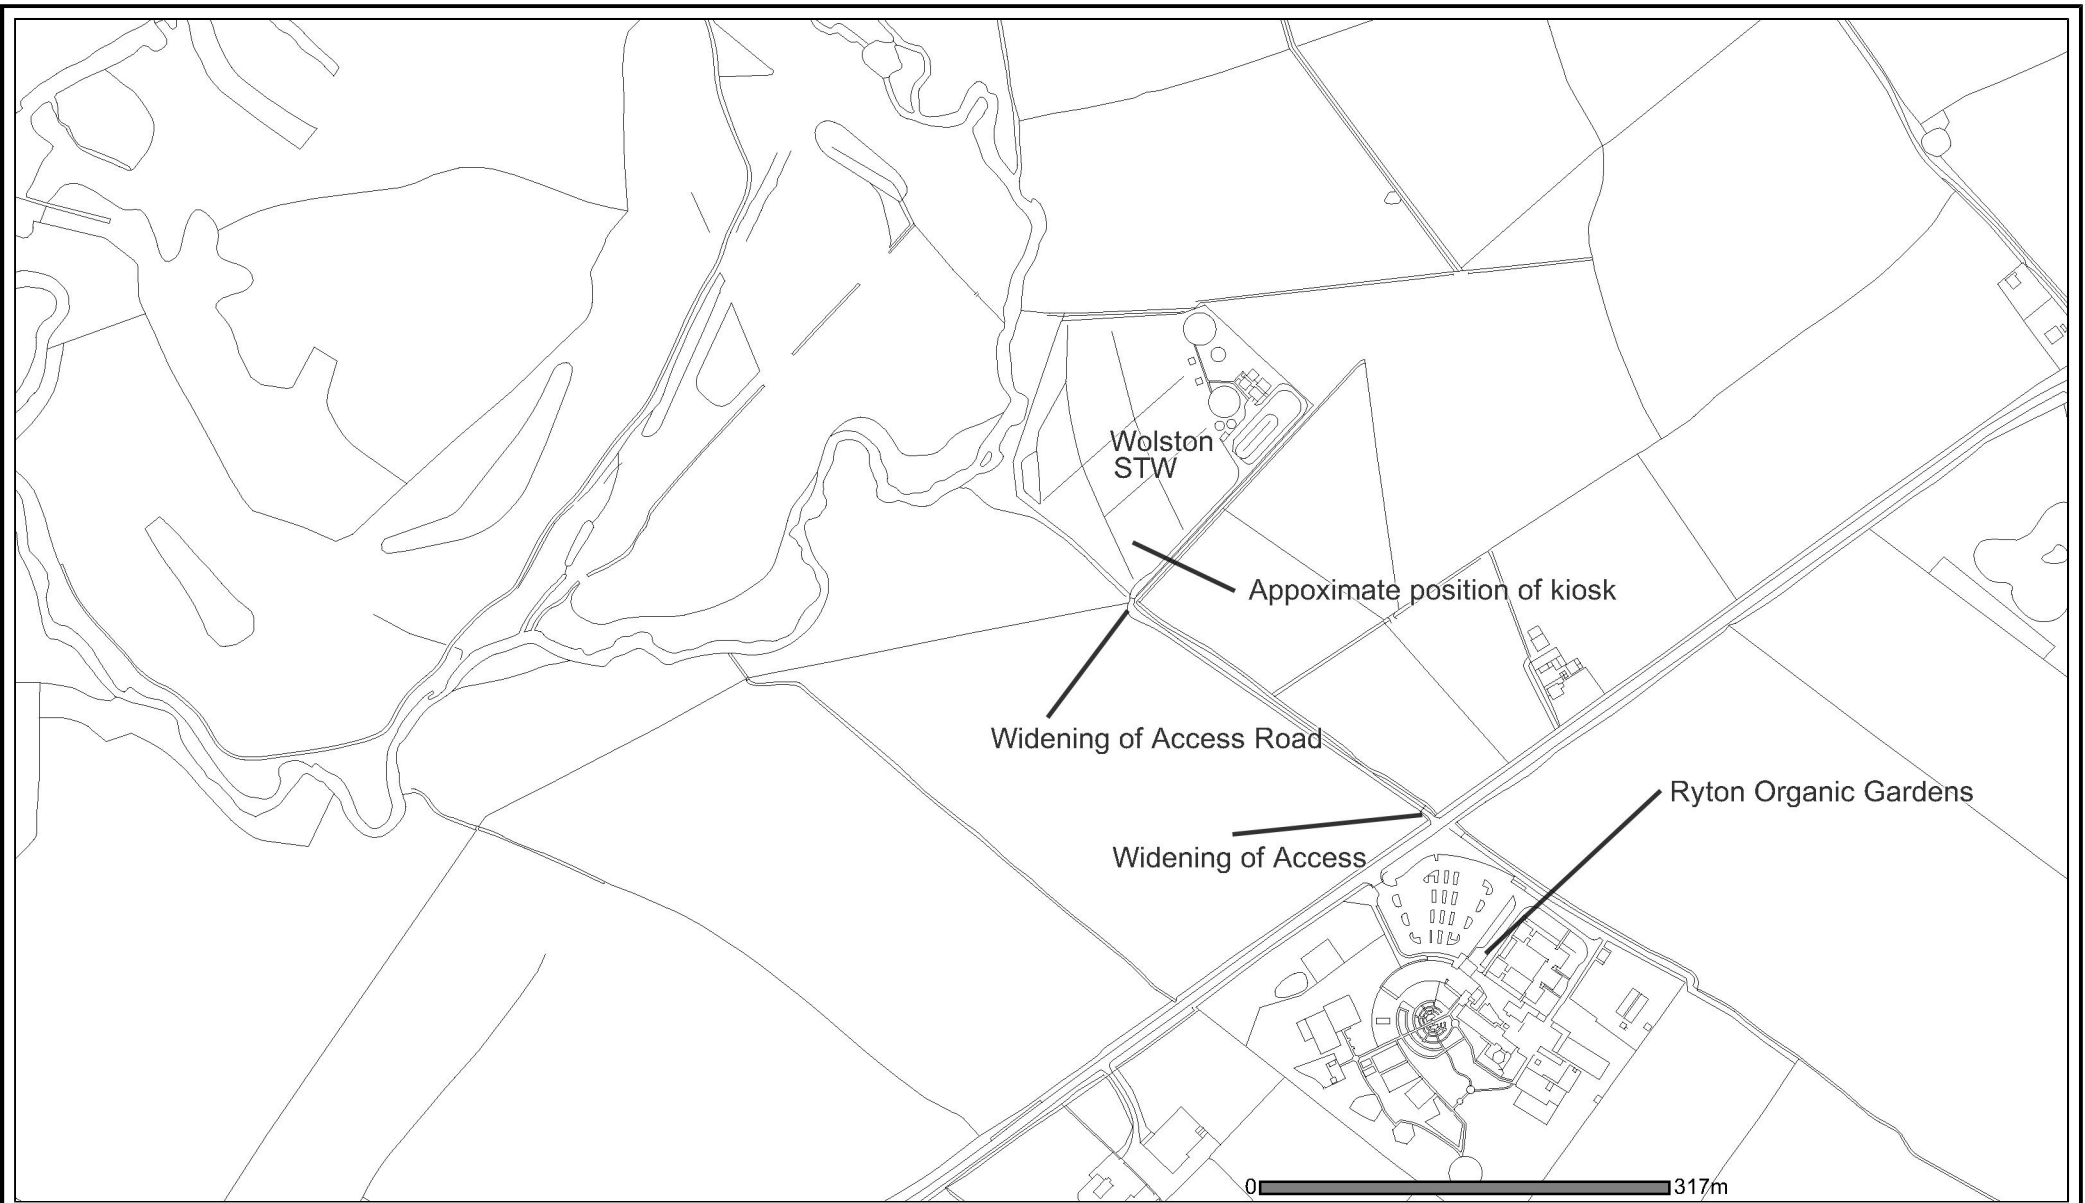 Wolston
STW
Appoximate position of kiosk
Widening of Access Road
Ryton Organic Gardens
Widening of Access
0 317m